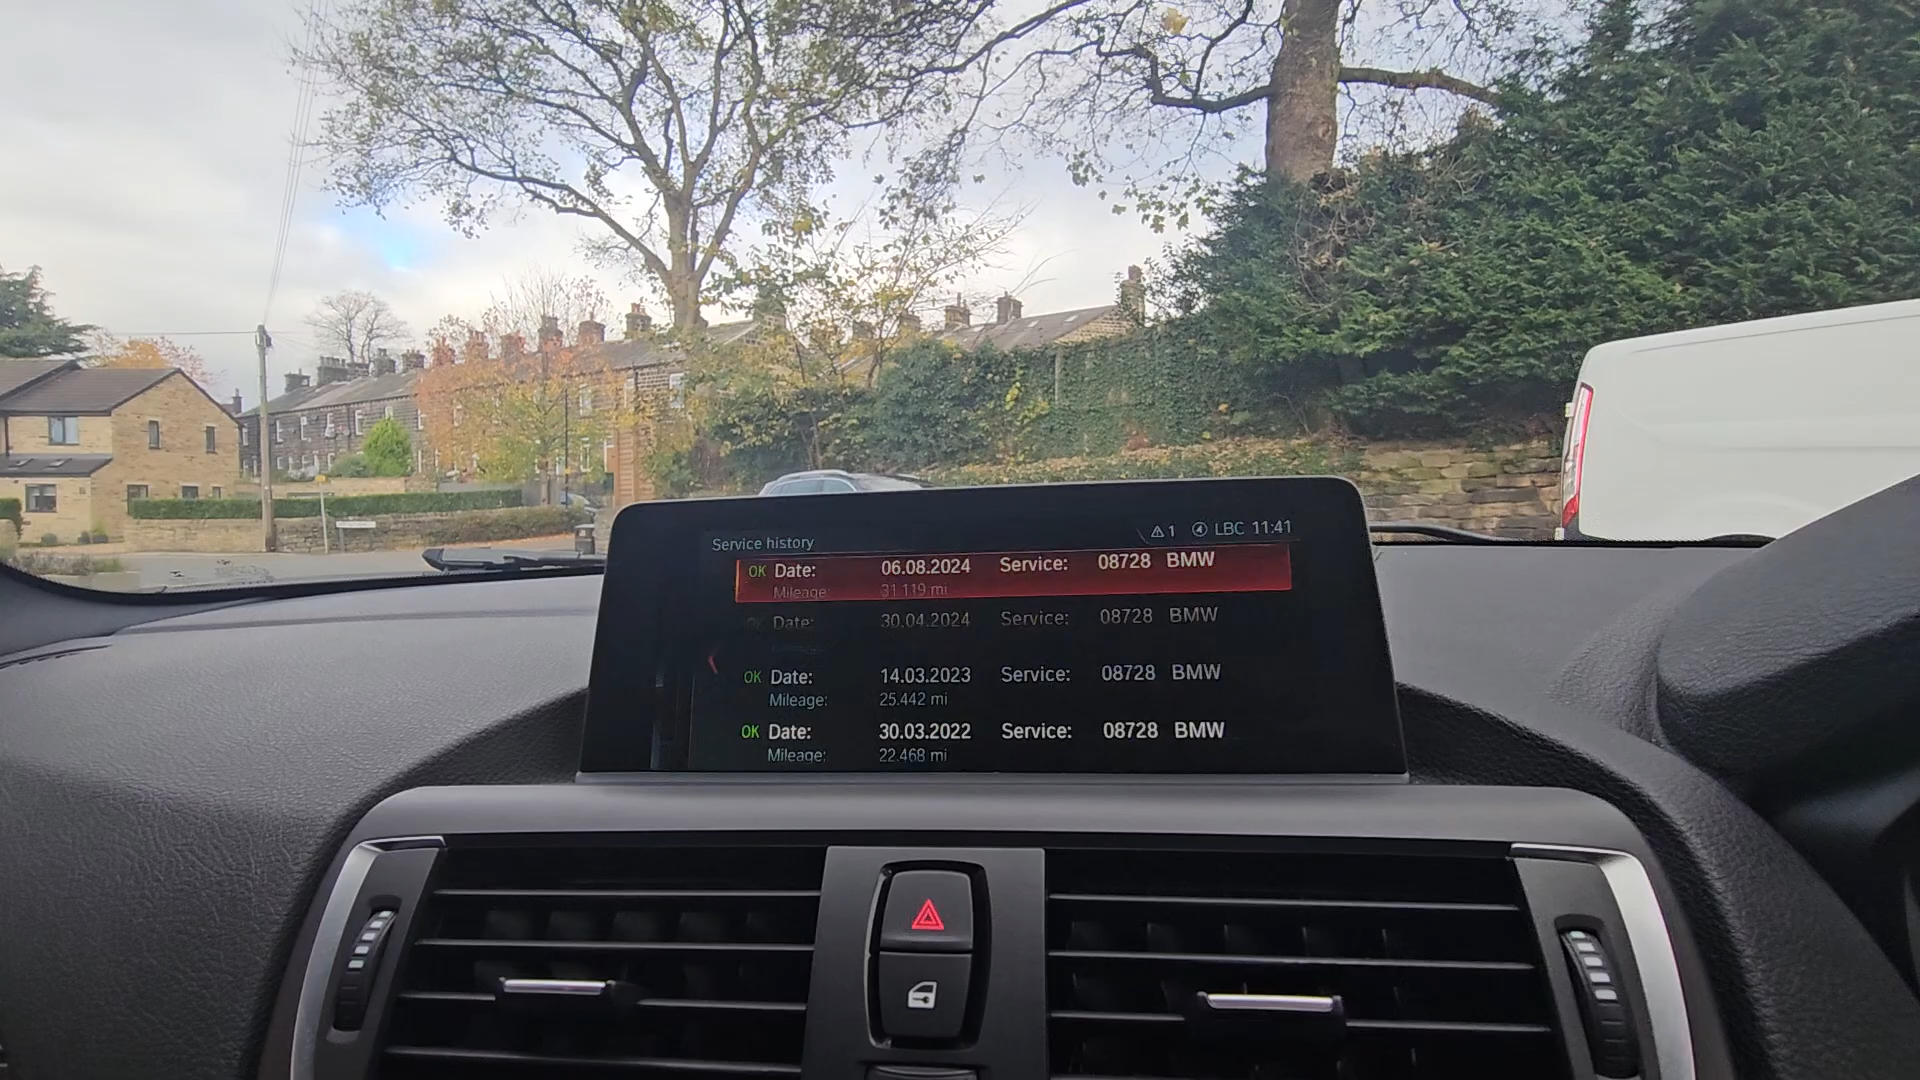 Service history
1 LBC 11:41
OK Date: 06.08.2024 Service: 08728 BMW
Mileage: 31.119 mi
OK Date: 30.04.2024 Service: 08728 BMW
OK Date: 14.03.2023 Service: 08728 BMW
Mileage: 25.442 mi
OK Date: 30.03.2022 Service: 08728 BMW
Mileage: 22.468 mi